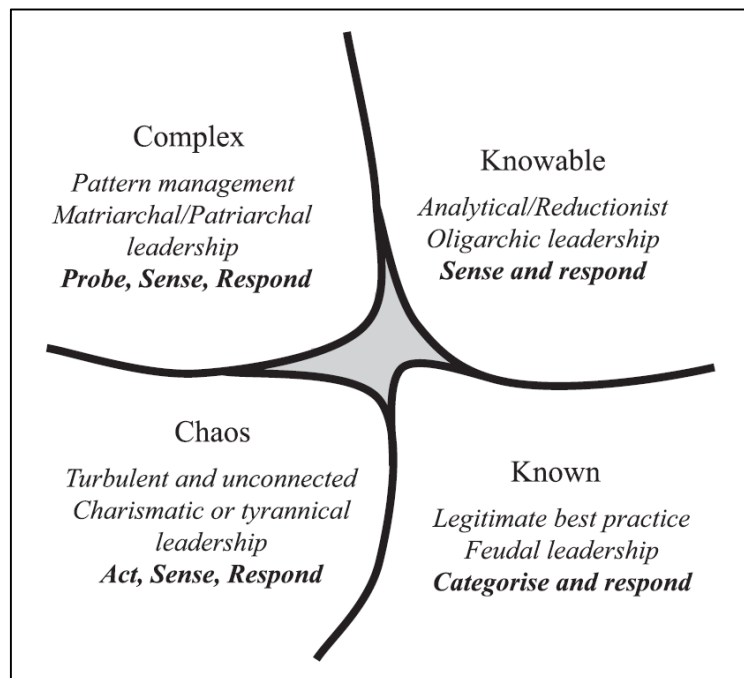 Complex
Pattern management
Matriarchal/Patriarchal
leadership
Probe, Sense, Respond
Knowable
Analytical/Reductionist
Oligarchic leadership
Sense and respond
Chaos
Turbulent and unconnected
Charismatic or tyrannical
leadership
Act, Sense, Respond
Known
Legitimate best practice
Feudal leadership
Categorise and respond